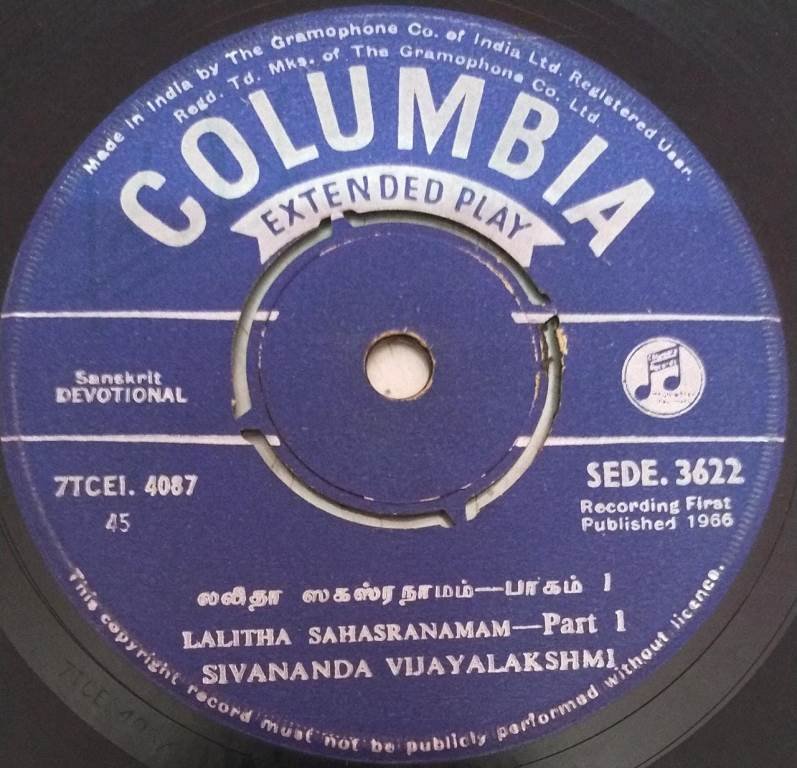 Made in India by The Gramophone Co. of India Ltd. Registered User.
Regd. Td. Mks. of The Gramophone Co. Ltd.
COLUMBIA
EXTENDED PLAY
Sanskrit
DEVOTIONAL
7TCEI. 4087
45
SEDE. 3622
Recording First
Published 1966
லலிதா ஸகஸ்ரநாமம்—பாகம் 1
LALITHA SAHASRANAMAM—Part 1
SIVANANDA VIJAYALAKSHMI
This copyright record must not be publicly performed without licence.